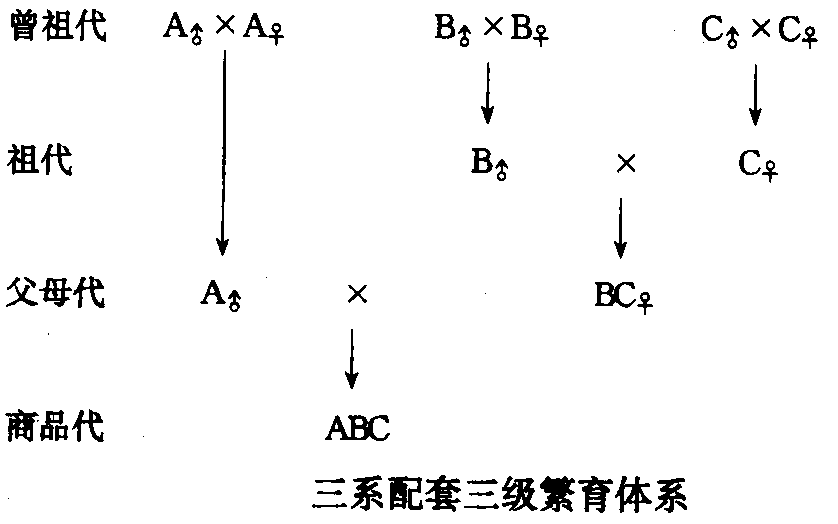 曾祖代 A♂×A♀ B♂×B♀ C♂×C♀
祖代 B♂ × C♀
父母代 A♂ × BC♀
商品代 ABC
三系配套三级繁育体系